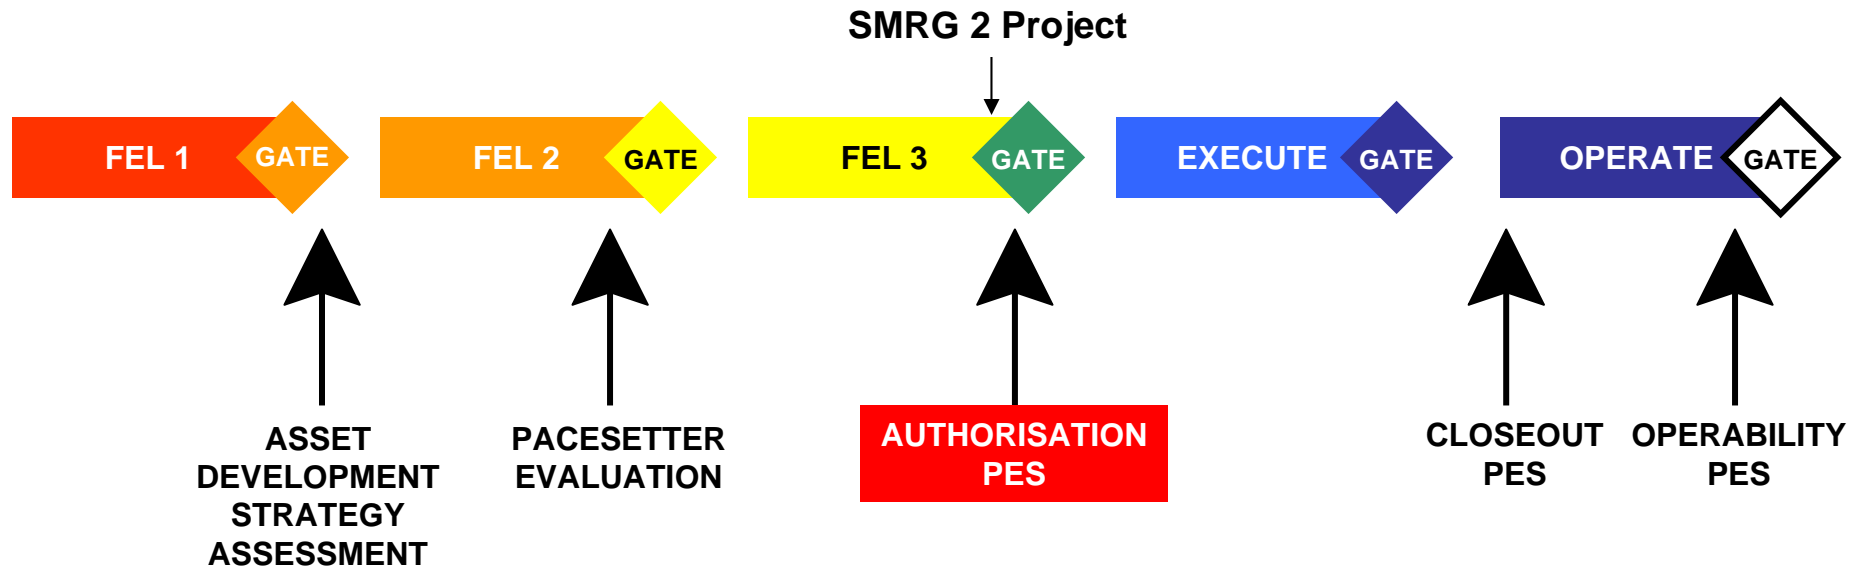 SMRG 2 Project
FEL 1
GATE
FEL 2
GATE
FEL 3
GATE
EXECUTE
GATE
OPERATE
GATE
ASSET
DEVELOPMENT
STRATEGY
ASSESSMENT
PACESETTER
EVALUATION
AUTHORISATION
PES
CLOSEOUT
PES
OPERABILITY
PES